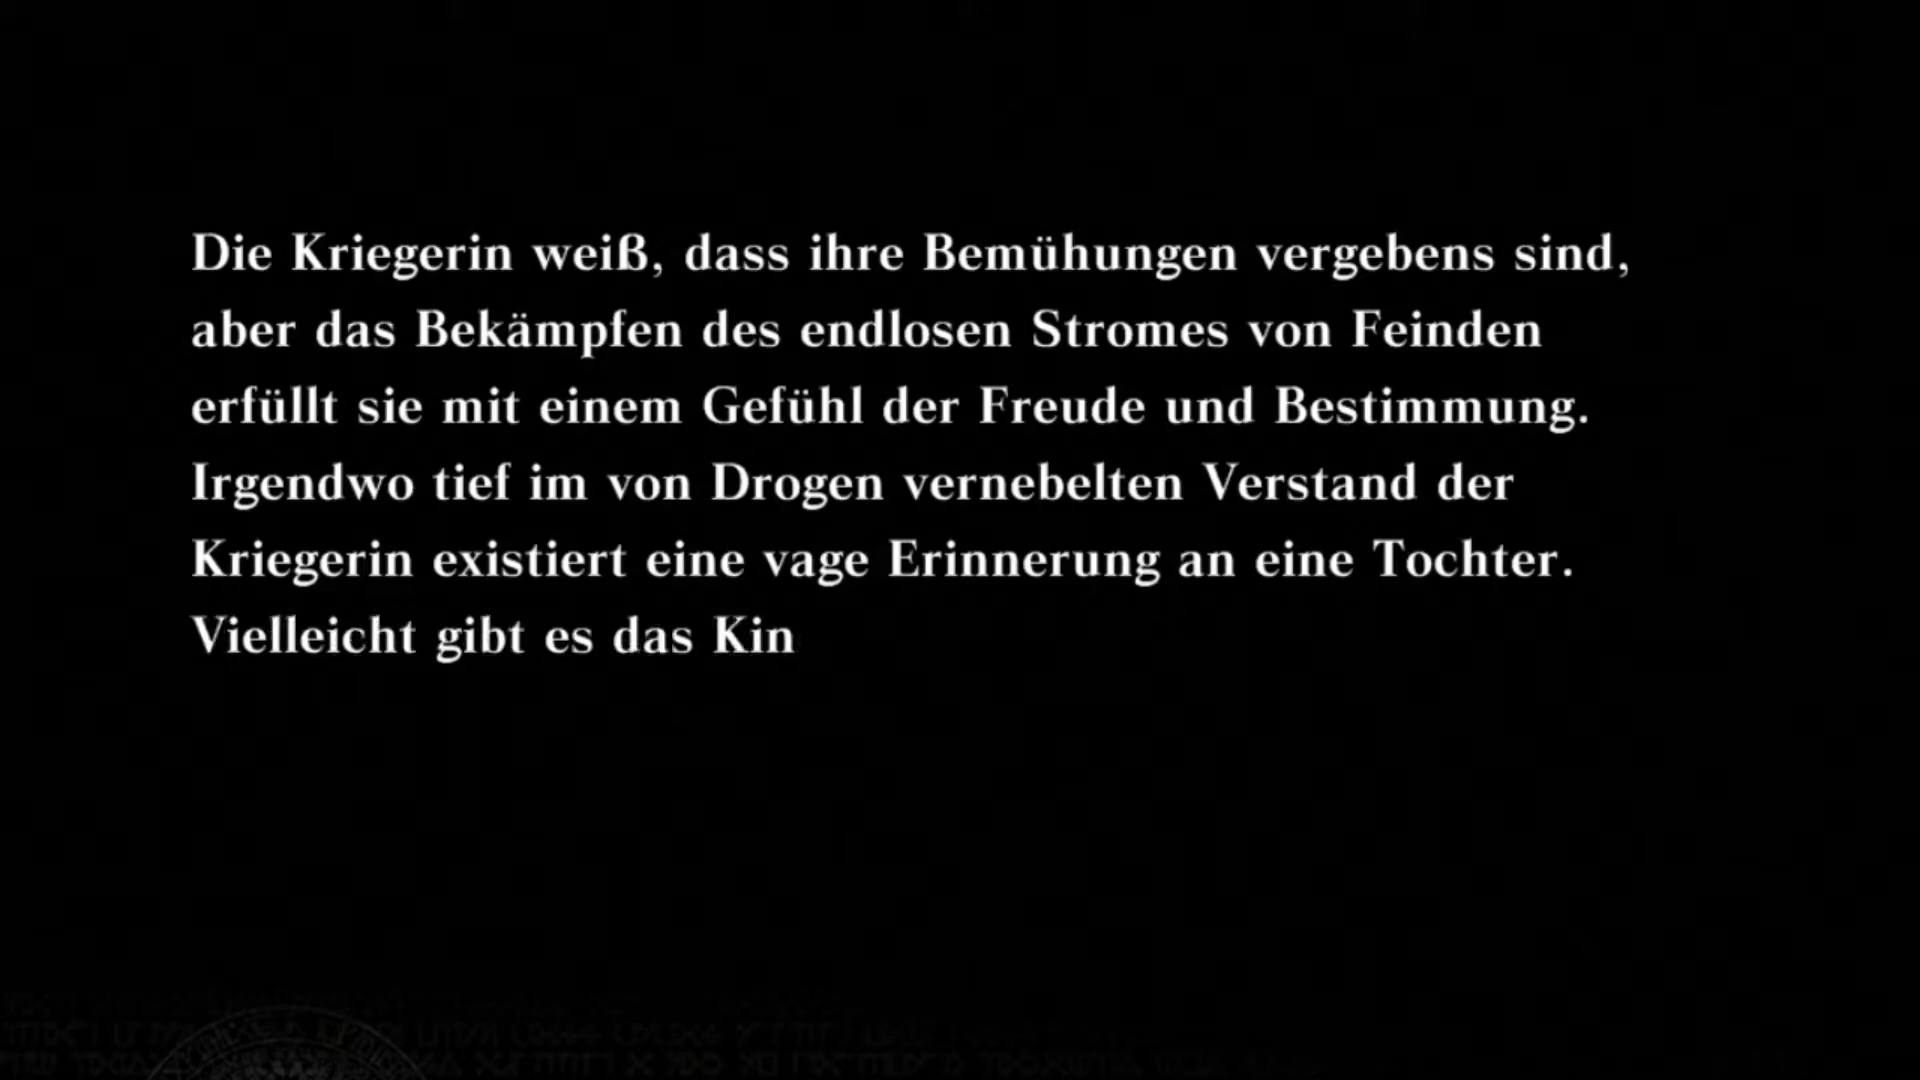 Die Kriegerin weiß, dass ihre Bemühungen vergebens sind,
aber das Bekämpfen des endlosen Stromes von Feinden
erfüllt sie mit einem Gefühl der Freude und Bestimmung.
Irgendwo tief im von Drogen vernebelten Verstand der
Kriegerin existiert eine vage Erinnerung an eine Tochter.
Vielleicht gibt es das Kin